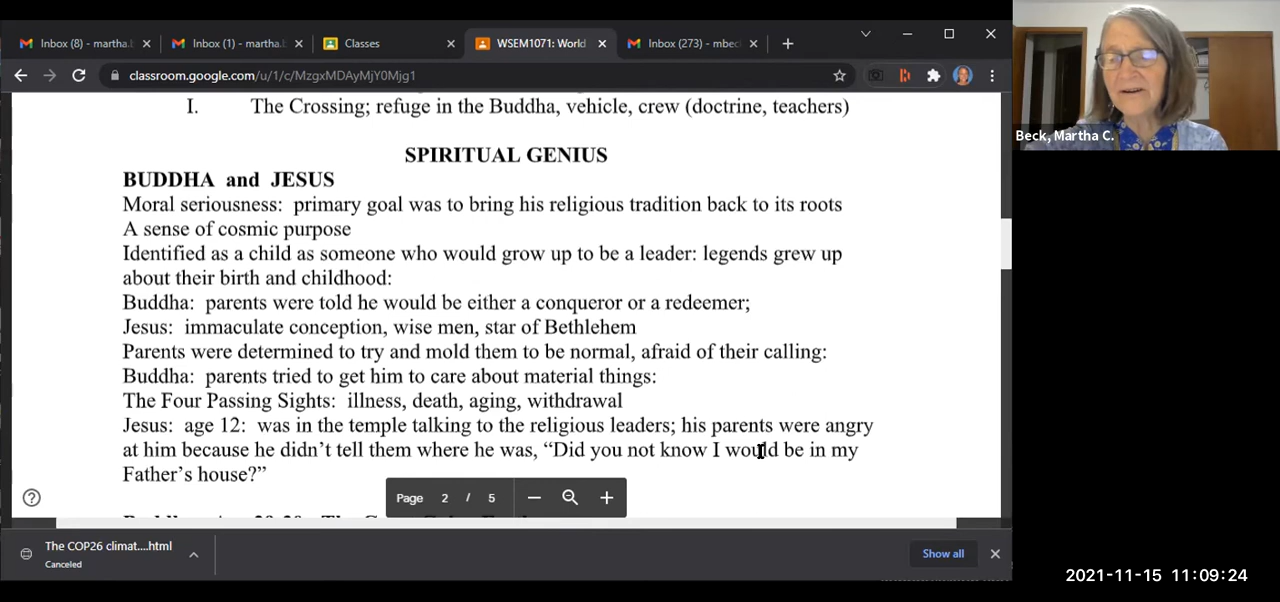 Inbox (8) - martha.
Inbox (1) - martha.
Classes
WSEM1071: World
Inbox (273) - mbec
classroom.google.com/u/1/c/MzgxMDAyMjY0Mjg1
I. The Crossing; refuge in the Buddha, vehicle, crew (doctrine, teachers)
SPIRITUAL GENIUS
BUDDHA and JESUS
Moral seriousness: primary goal was to bring his religious tradition back to its roots
A sense of cosmic purpose
Identified as a child as someone who would grow up to be a leader: legends grew up
about their birth and childhood:
Buddha: parents were told he would be either a conqueror or a redeemer;
Jesus: immaculate conception, wise men, star of Bethlehem
Parents were determined to try and mold them to be normal, afraid of their calling:
Buddha: parents tried to get him to care about material things:
The Four Passing Sights: illness, death, aging, withdrawal
Jesus: age 12: was in the temple talking to the religious leaders; his parents were angry
at him because he didn’t tell them where he was, “Did you not know I would be in my
Father’s house?”
Page 2 / 5
The COP26 climat....html
Canceled
Show all
Beck, Martha C.
2021-11-15 11:09:24